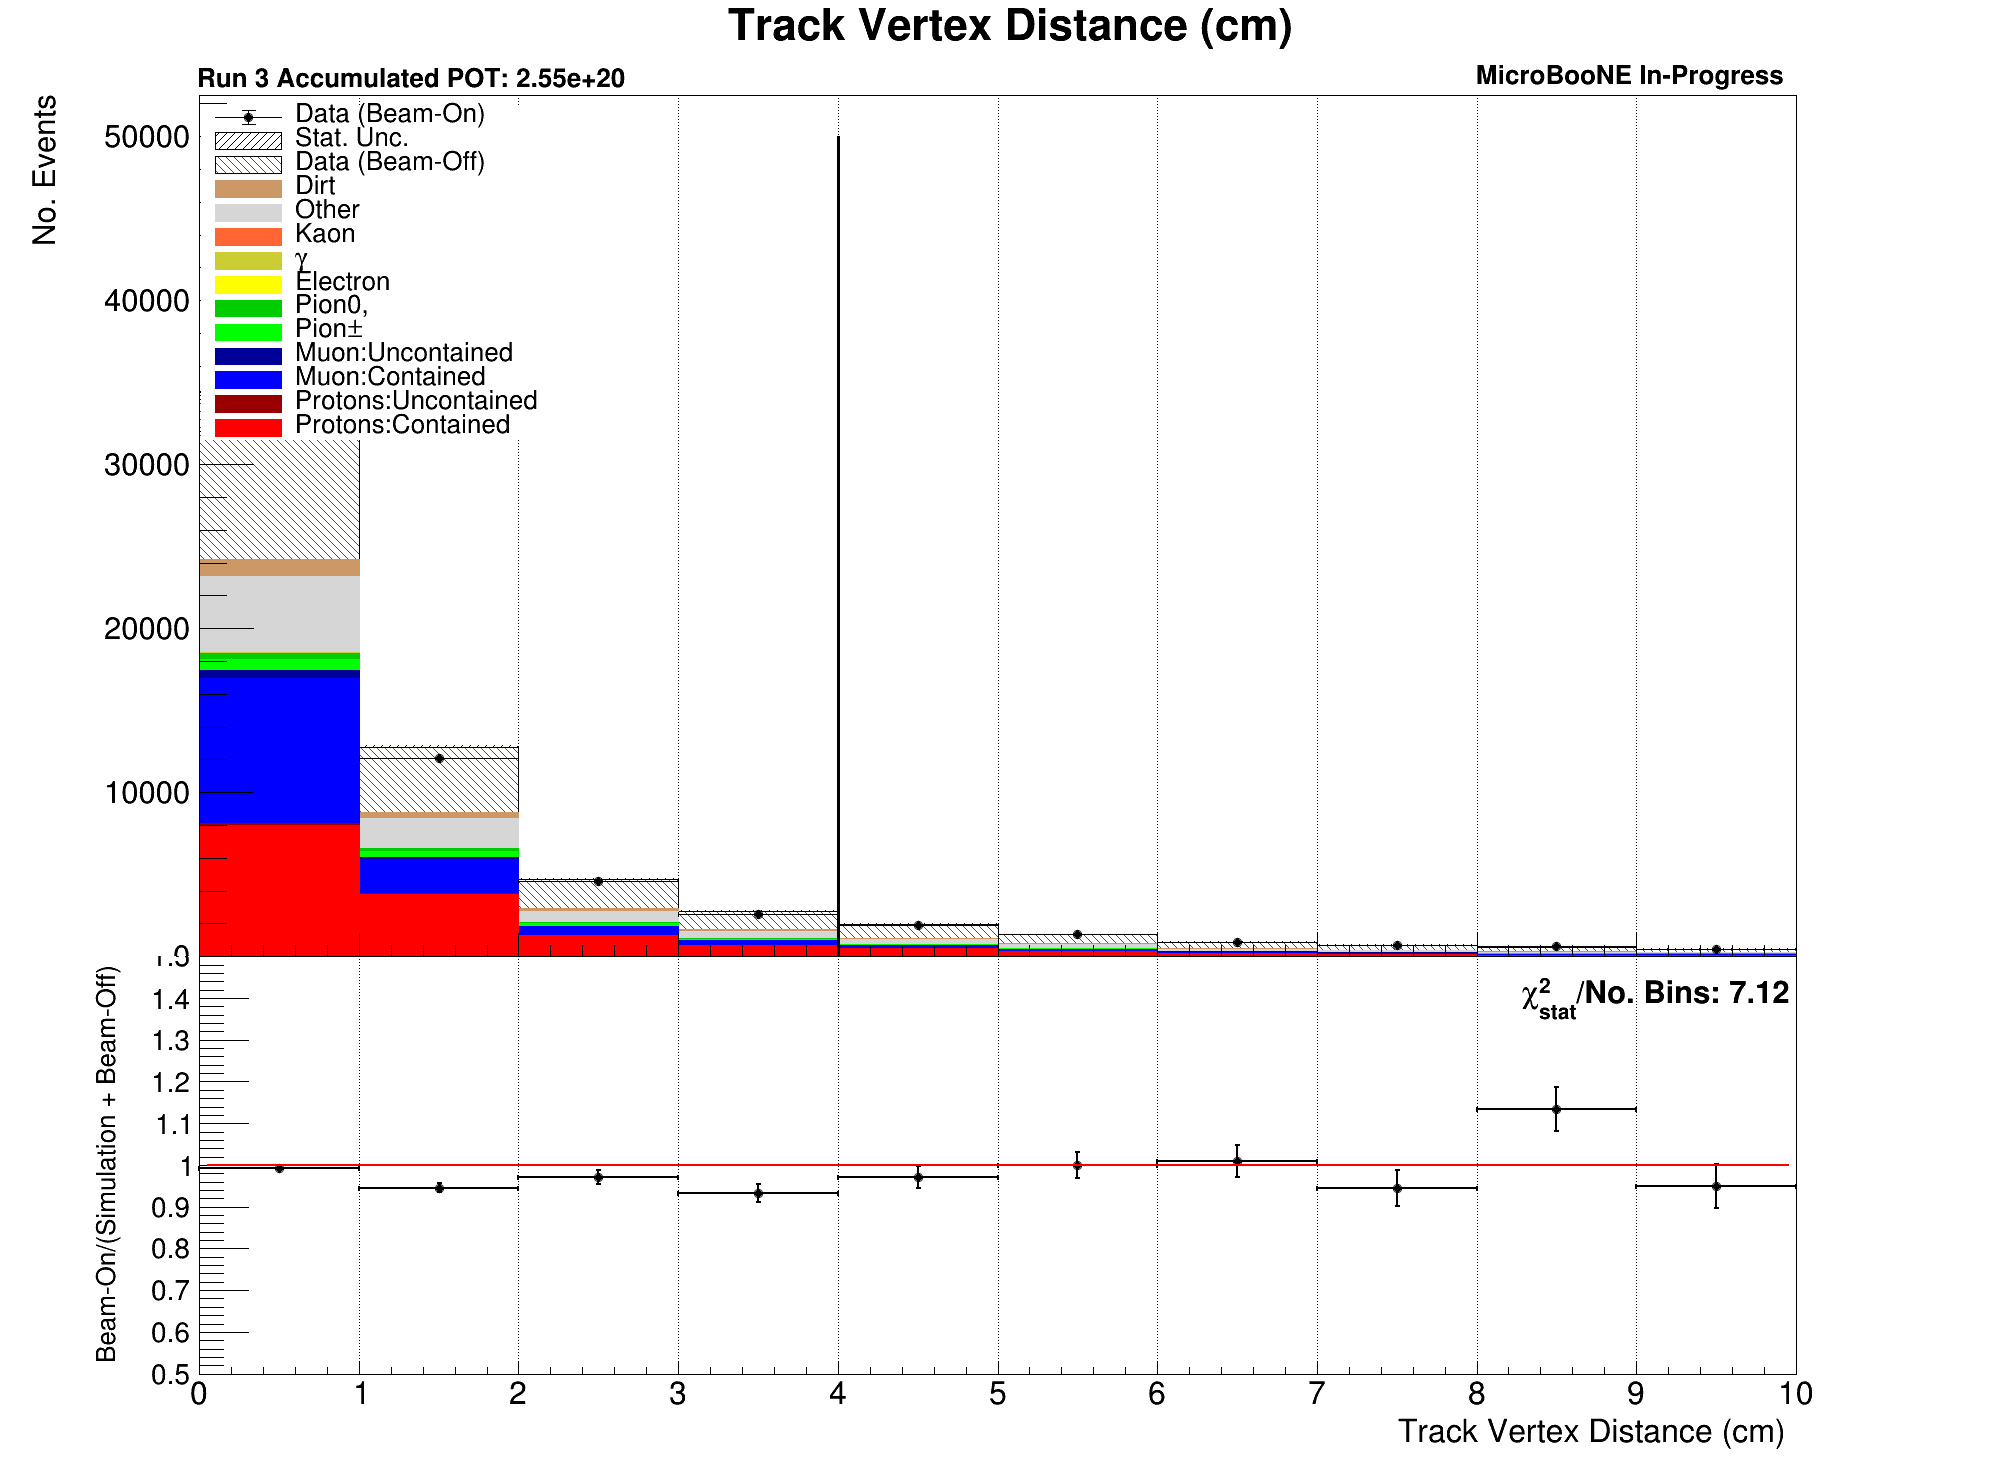 Track Vertex Distance (cm)
Run 3 Accumulated POT: 2.55e+20
MicroBooNE In-Progress
No. Events
50000
40000
30000
20000
10000
0
Data (Beam-On)
Stat. Unc.
Data (Beam-Off)
Dirt
Other
Kaon
γ
Electron
Pion0,
Pion±
Muon:Uncontained
Muon:Contained
Protons:Uncontained
Protons:Contained
Beam-On/(Simulation + Beam-Off)
χ²stat/No. Bins: 7.12
1.4
1.3
1.2
1.1
1
0.9
0.8
0.7
0.6
0.5
0 1 2 3 4 5 6 7 8 9 10
Track Vertex Distance (cm)